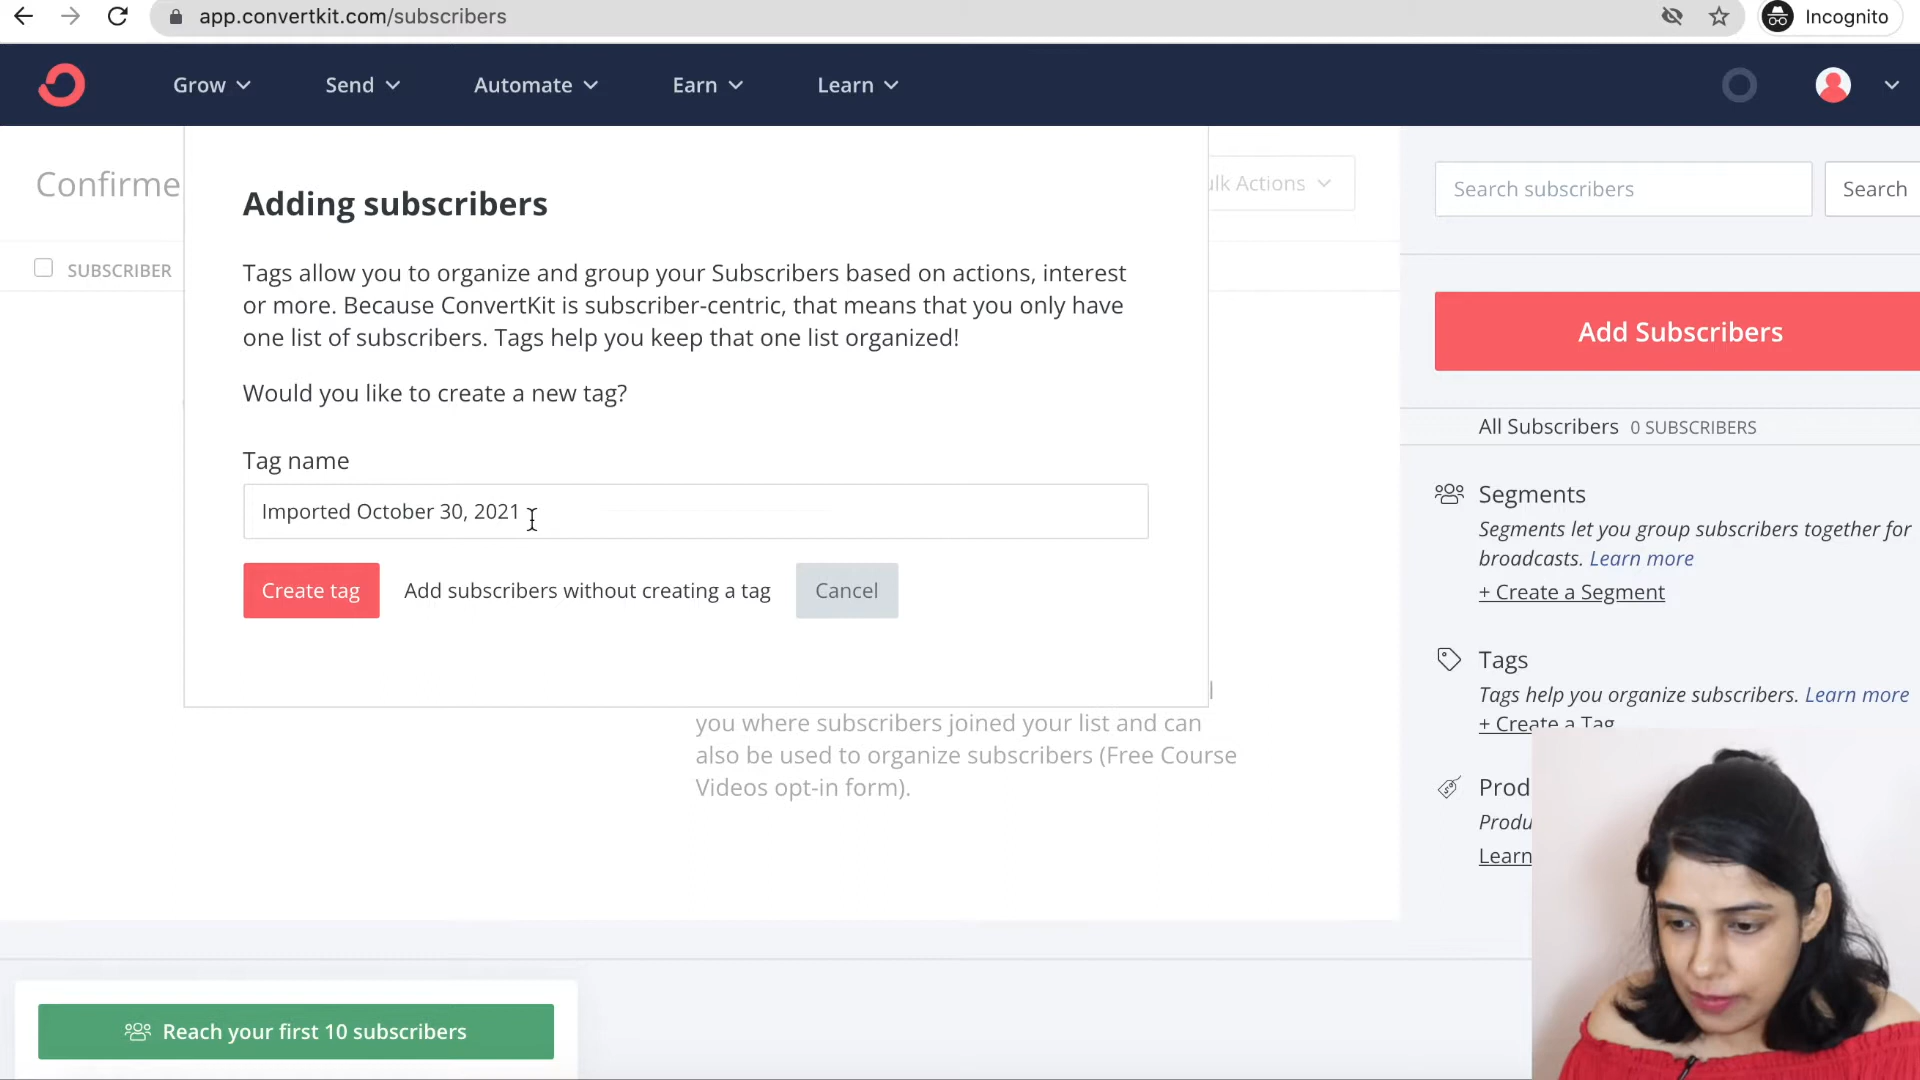 app.convertkit.com/subscribers
Incognito
Grow
Send
Automate
Earn
Learn
Confirme
ulk Actions
Search subscribers
Search
SUBSCRIBER
Adding subscribers
Tags allow you to organize and group your Subscribers based on actions, interest
or more. Because ConvertKit is subscriber-centric, that means that you only have
one list of subscribers. Tags help you keep that one list organized!
Would you like to create a new tag?
Tag name
Imported October 30, 2021
Create tag
Add subscribers without creating a tag
Cancel
you where subscribers joined your list and can
also be used to organize subscribers (Free Course
Videos opt-in form).
Add Subscribers
All Subscribers 0 SUBSCRIBERS
Segments
Segments let you group subscribers together for
broadcasts. Learn more
+ Create a Segment
Tags
Tags help you organize subscribers. Learn more
+ Create a Tag
Prod
Produ
Learn
Reach your first 10 subscribers